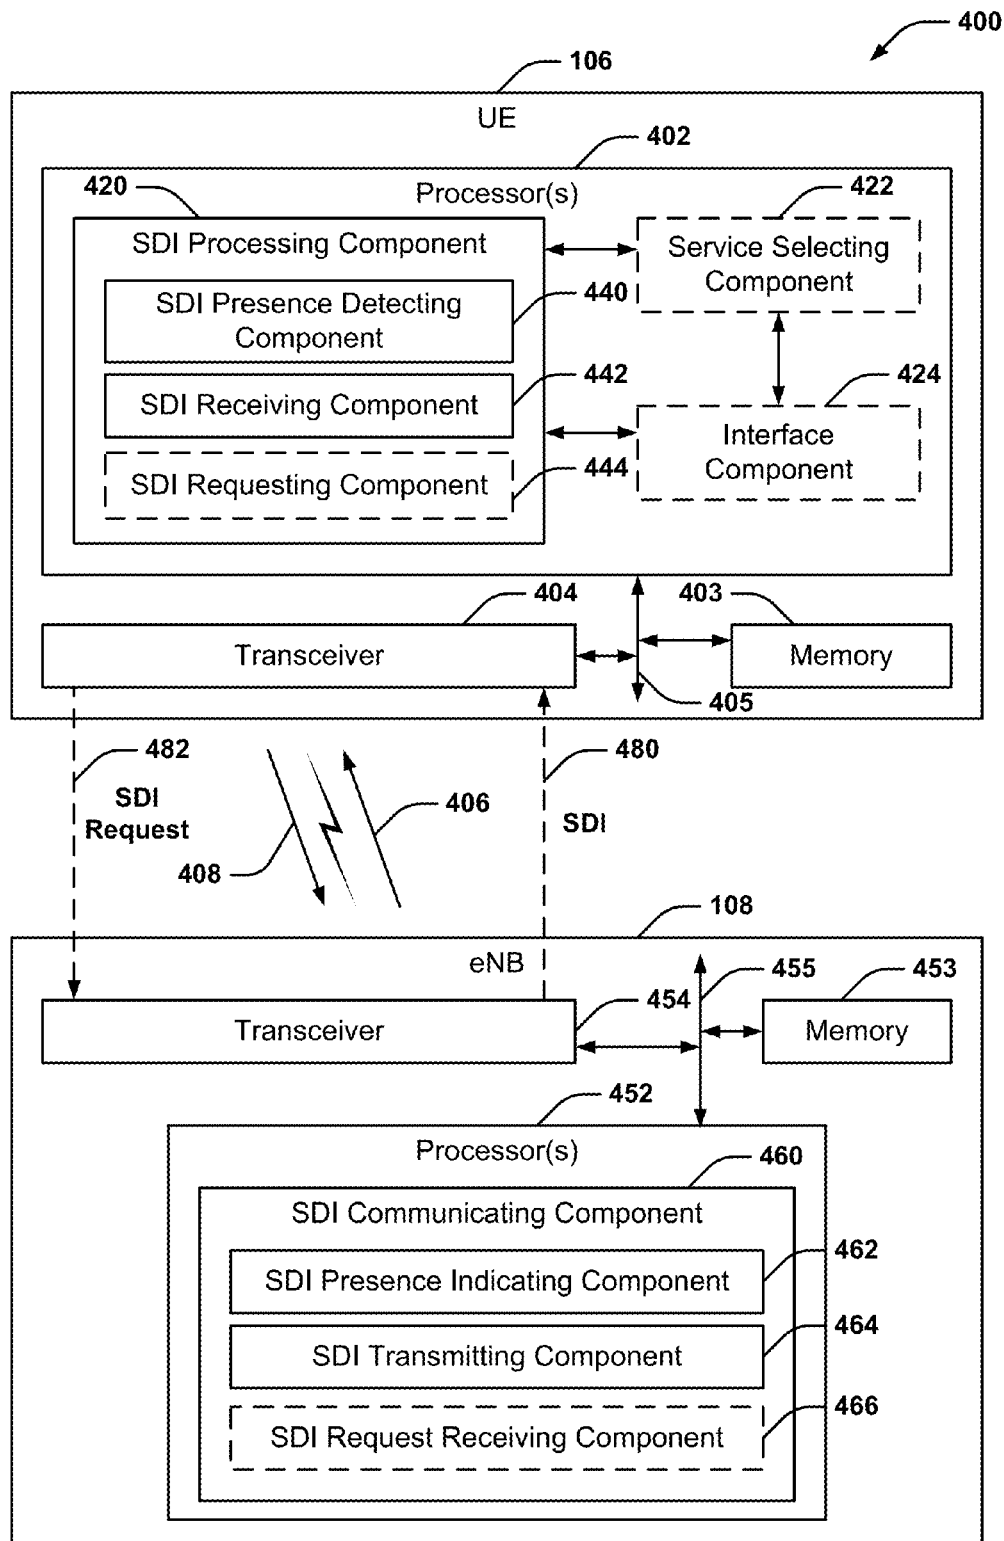 400
106
UE
402
420
Processor(s)
422
SDI Processing Component
Service Selecting
Component
SDI Presence Detecting
Component
440
442
SDI Receiving Component
424
Interface
Component
444
SDI Requesting Component
404
403
Transceiver
Memory
405
482
480
SDI
Request
406
SDI
408
108
eNB
455
453
454
Transceiver
Memory
452
Processor(s)
460
SDI Communicating Component
462
SDI Presence Indicating Component
464
SDI Transmitting Component
466
SDI Request Receiving Component